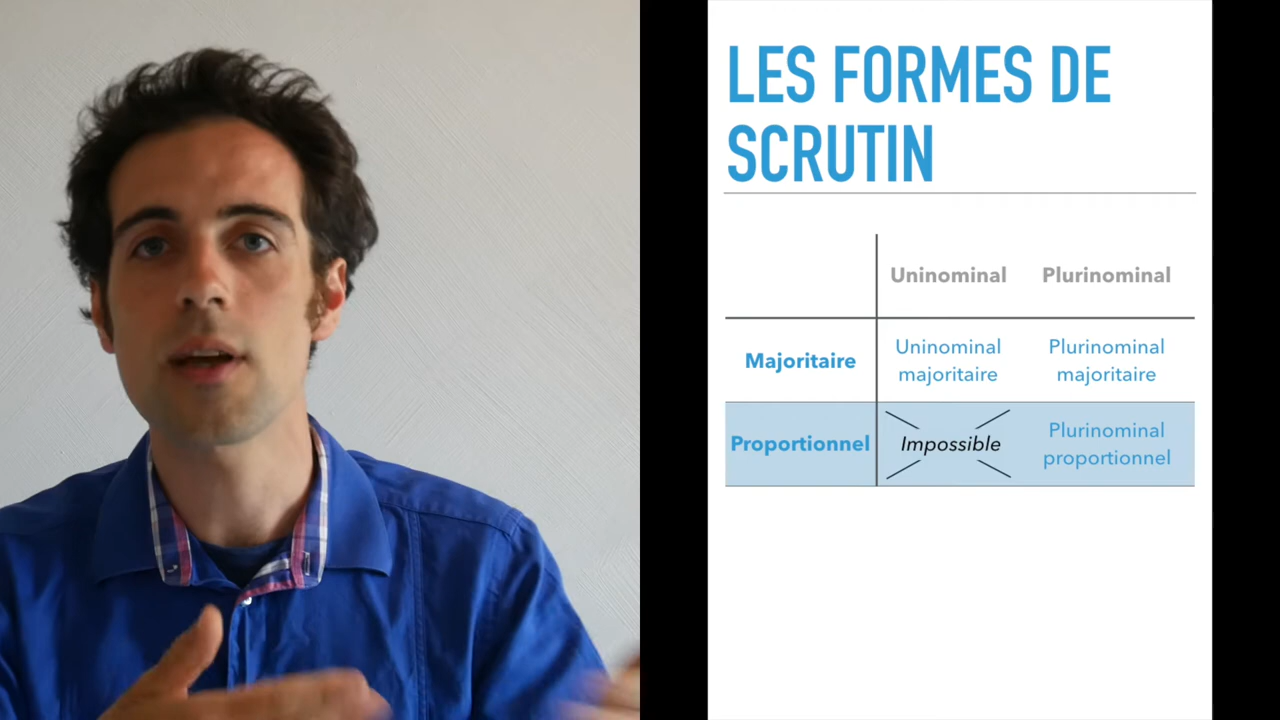 LES FORMES DE
SCRUTIN
Uninominal Plurinominal
Majoritaire
Uninominal
majoritaire
Plurinominal
majoritaire
Proportionnel
Impossible
Plurinominal
proportionnel